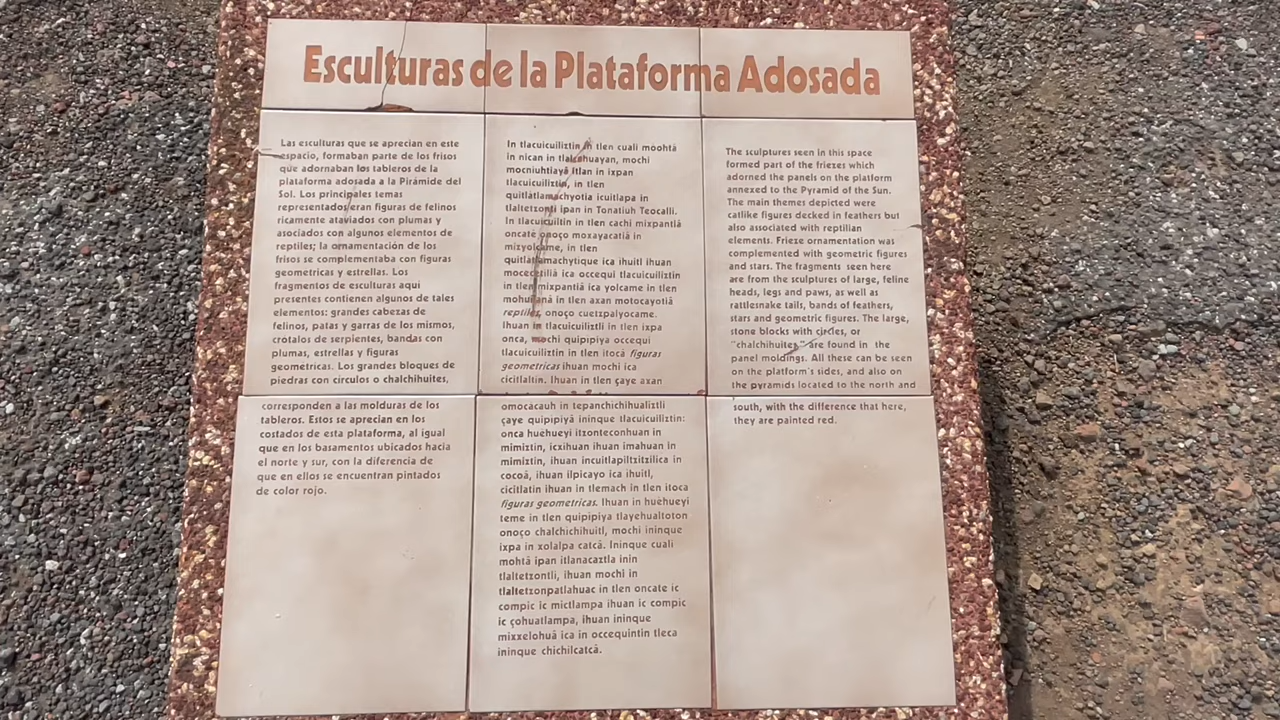 Esculturas de la Plataforma Adosada
Las esculturas que se aprecian en este
espacio, formaban parte de los frisos
que adornaban los tableros de la
plataforma adosada a la Pirámide del
Sol. Los principales temas
representados eran figuras de felinos
ricamente ataviados con plumas y
asociados con algunos elementos de
reptiles; la ornamentación de los
frisos se complementaba con figuras
geometricas y estrellas. Los
fragmentos de esculturas aqui
presentes contienen algunos de tales
elementos: grandes cabezas de
felinos, patas y garras de los mismos,
crotalos de serpientes, bandas con
plumas, estrellas y figuras
geometricas. Los grandes bloques de
piedras con circulos o chalchihuites,
corresponden a las molduras de los
tableros. Estos se aprecian en los
costados de esta plataforma, al igual
que en los basamentos ubicados hacia
el norte y sur, con la diferencia de
que en ellos se encuentran pintados
de color rojo.
In tlacuicuiliztin in tlen cuali moohtā
in nican in tlalcahuayan, mochi
mocniuhtiayā itlan in ixpan
tlacuicuiliztin, in tlen
quitlatlamachyotia icuitlapa in
tlaltetzontli ipan in Tonatiuh Teocalli.
In tlacuicuiltin in tlen cachi mixpantiā
oncate onoço moxayacatiā in
mizyolcame, in tlen
quitlatlamachytique ica ihuitl ihuan
mocecetiliā ica occequi tlacuicuiliztin
in tlen mixpantiā ica yolcame in tlen
in tlen axan motocayotiā
reptiles, onoço cuetzpalyocame.
Ihuan in tlacuicuiliztli in tlen ixpa
onca, mochi quipipiya occequi
tlacuicuiliztin in tlen itocā figuras
geometricas ihuan mochi ica
cicitlaltin. Ihuan in tlen çaye axan
omocācauh in tepanchichihualiztli
çaye quipipiyā ininque tlacuicuiliztin:
onca huehueyi itzonteconhuan in
mimiztin, icxihuan ihuan imahuan in
mimiztin, ihuan incuitlapiltzitzilica in
cocoā, ihuan ilpicayo ica ihuitl,
cicitlatin ihuan in tlemach in tlen itoca
figuras geometricas. Ihuan in huehueyi
teme in tlen quipipiya tlayehualtoton
onoço chalchichihuitl, mochi ininque
ixpa in xolalpa catcā. Ininque cuali
mohtā ipan itlanacaztla inin
tlaltetzontli, ihuan mochi in
tlaltetzonpatlahuac in tlen oncate ic
compic ic mictlampa ihuan ic compic
ic çohuatlampa, ihuan ininque
mixxelohuā ica in occequintin tleca
ininque chichilcatcā.
The sculptures seen in this space
formed part of the friezes which
adorned the panels on the platform
annexed to the Pyramid of the Sun.
The main themes depicted were
catlike figures decked in feathers but
also associated with reptilian
elements. Frieze ornamentation was
complemented with geometric figures
and stars. The fragments seen here
are from the sculptures of large, feline
heads, legs and paws, as well as
rattlesnake tails, bands of feathers,
stars and geometric figures. The large,
stone blocks with circles, or
"chalchihuites," are found in the
panel moldings. All these can be seen
on the platform's sides, and also on
the pyramids located to the north and
south, with the difference that here,
they are painted red.